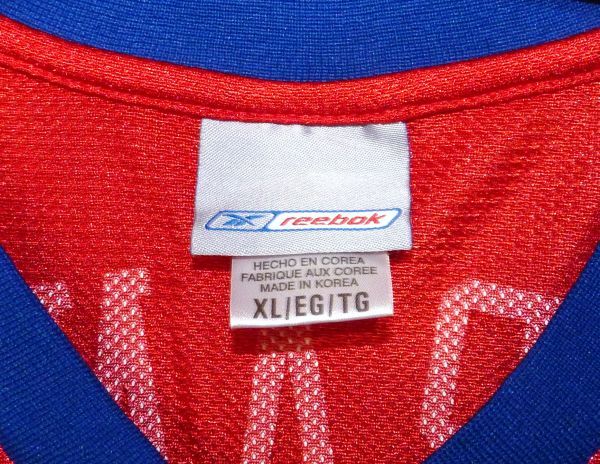 reebok
HECHO EN COREA
FABRIQUE AUX COREE
MADE IN KOREA
XL/EG/TG